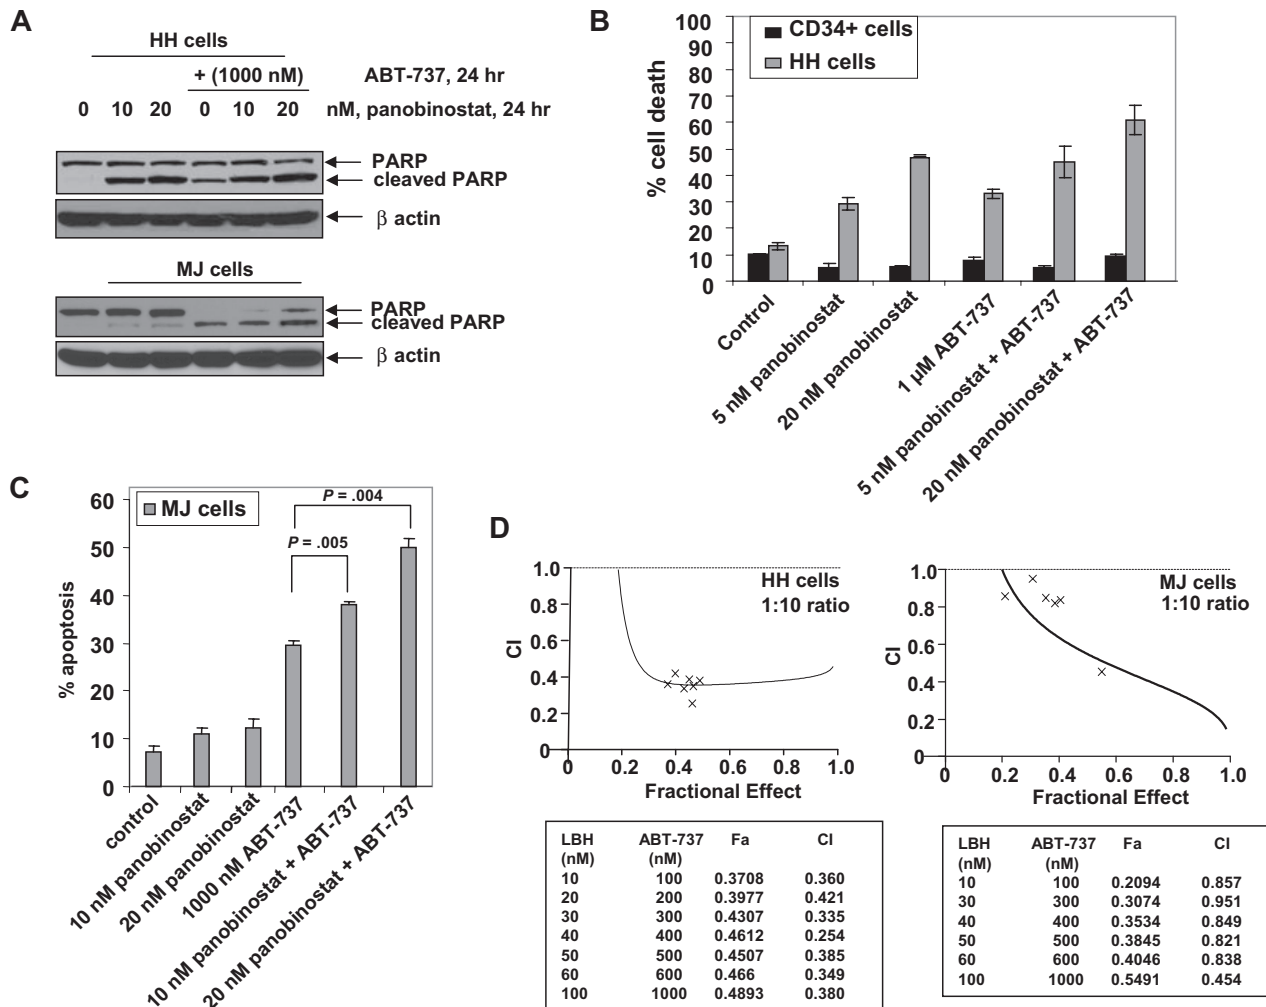 A
HH cells
+ (1000 nM) ABT-737, 24 hr
0 10 20 0 10 20 nM, panobinostat, 24 hr
PARP
cleaved PARP
β actin
MJ cells
PARP
cleaved PARP
β actin
B
CD34+ cells
HH cells
% cell death
100
90
80
70
60
50
40
30
20
10
0
Control
5 nM panobinostat
20 nM panobinostat
1 µM ABT-737
5 nM panobinostat + ABT-737
20 nM panobinostat + ABT-737
C
MJ cells
P = .004
P = .005
% apoptosis
60
50
40
30
20
10
0
control
10 nM panobinostat
20 nM panobinostat
1000 nM ABT-737
10 nM panobinostat + ABT-737
20 nM panobinostat + ABT-737
D
HH cells
1:10 ratio
CI
1.0
0.8
0.6
0.4
0.2
0
0 0.2 0.4 0.6 0.8 1.0
Fractional Effect
LBH ABT-737 Fa CI
(nM) (nM)
10 100 0.3708 0.360
20 200 0.3977 0.421
30 300 0.4307 0.335
40 400 0.4612 0.254
50 500 0.4507 0.385
60 600 0.466 0.349
100 1000 0.4893 0.380
MJ cells
1:10 ratio
CI
1.0
0.8
0.6
0.4
0.2
0
0 0.2 0.4 0.6 0.8 1.0
Fractional Effect
LBH ABT-737 Fa CI
(nM) (nM)
10 100 0.2094 0.857
30 300 0.3074 0.951
40 400 0.3534 0.849
50 500 0.3845 0.821
60 600 0.4046 0.838
100 1000 0.5491 0.454